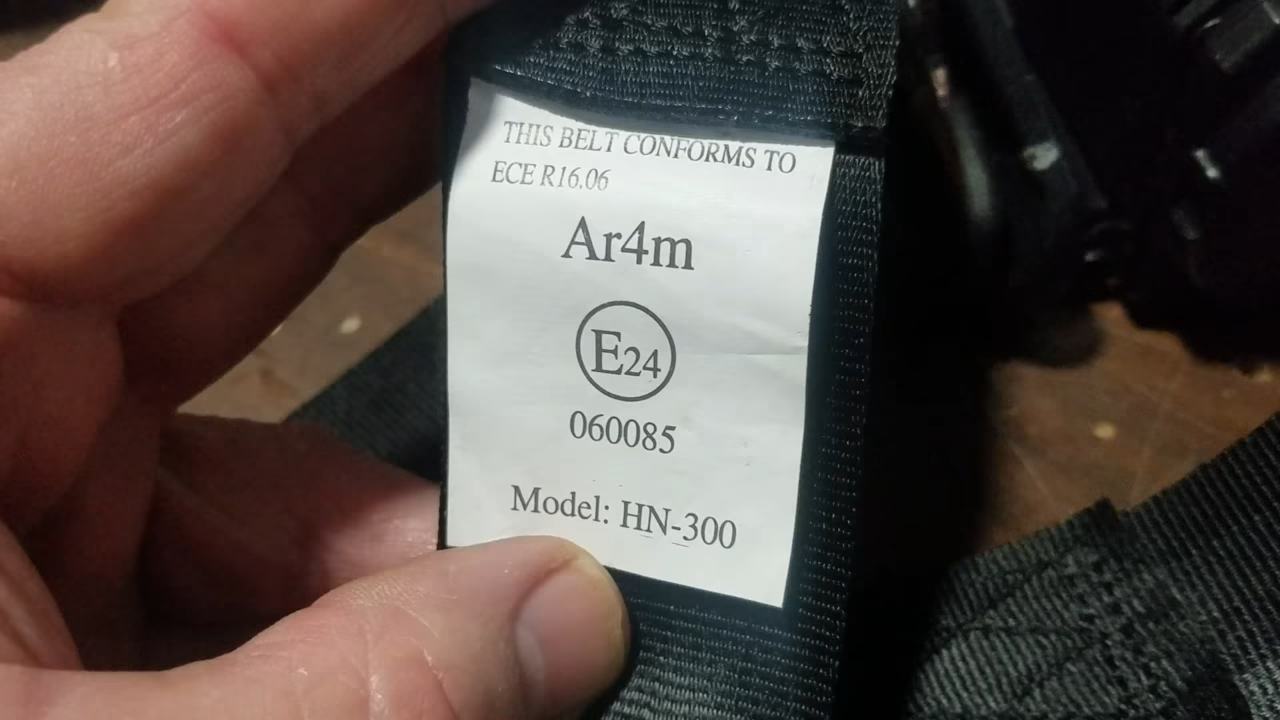 THIS BELT CONFORMS TO
ECE R16.06
Ar4m
E24
060085
Model: HN-300